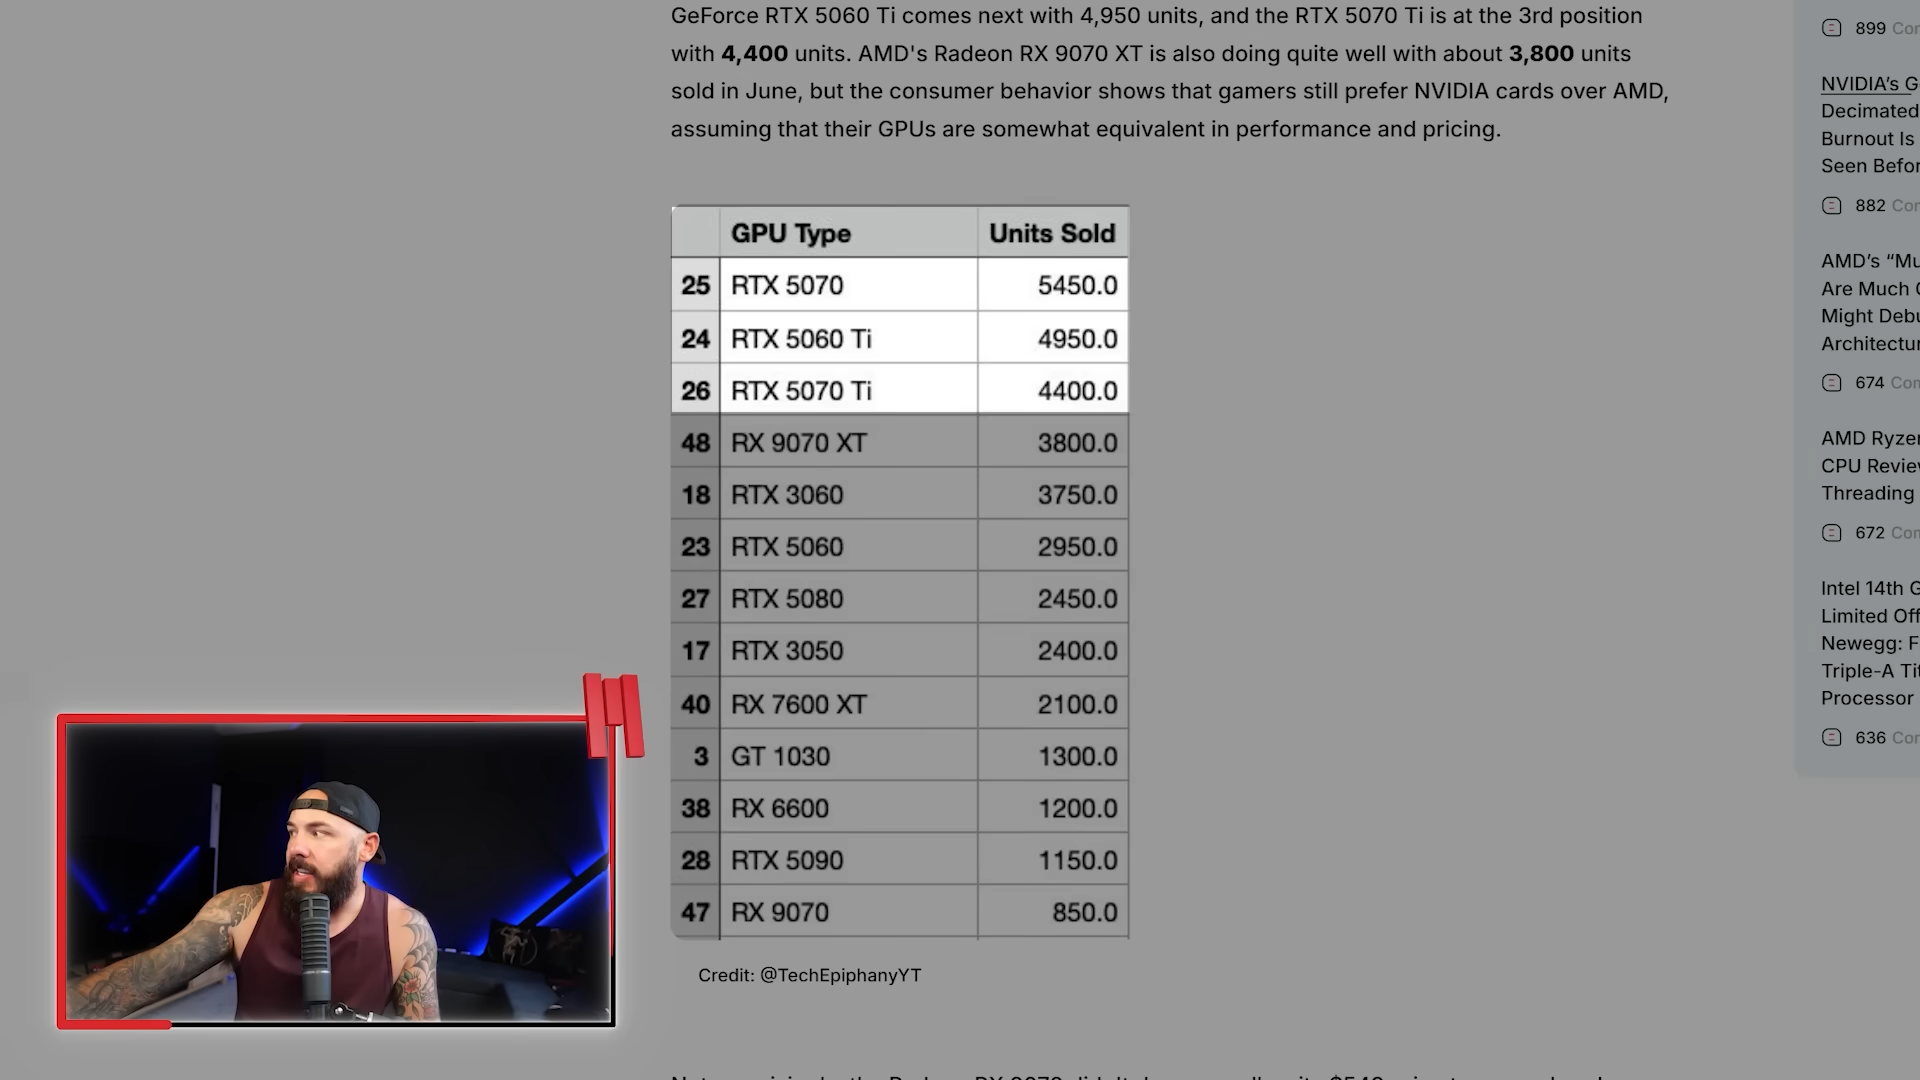 GeForce RTX 5060 Ti comes next with 4,950 units, and the RTX 5070 Ti is at the 3rd position
with 4,400 units. AMD's Radeon RX 9070 XT is also doing quite well with about 3,800 units
sold in June, but the consumer behavior shows that gamers still prefer NVIDIA cards over AMD,
assuming that their GPUs are somewhat equivalent in performance and pricing.
GPU Type Units Sold
25 RTX 5070 5450.0
24 RTX 5060 Ti 4950.0
26 RTX 5070 Ti 4400.0
48 RX 9070 XT 3800.0
18 RTX 3060 3750.0
23 RTX 5060 2950.0
27 RTX 5080 2450.0
17 RTX 3050 2400.0
40 RX 7600 XT 2100.0
3 GT 1030 1300.0
38 RX 6600 1200.0
28 RTX 5090 1150.0
47 RX 9070 850.0
Credit: @TechEpiphanyYT
899
NVIDIA's
Decimated
Burnout Is
882
AMD's
Are Much
Might
674
672
Threading
CPU
Intel 14th
Limited
Newegg:
Triple-A
Processor
636